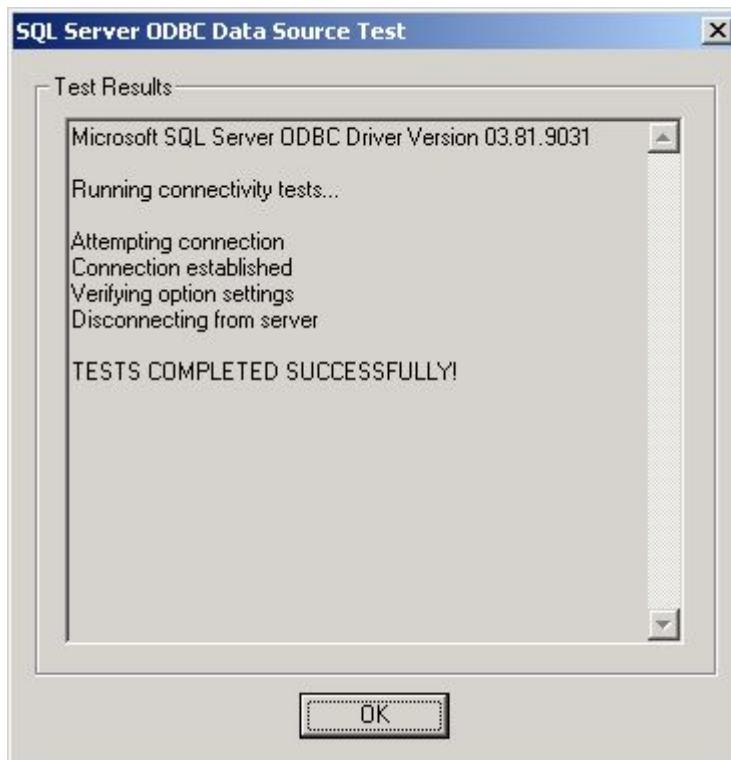 SQL Server ODBC Data Source Test
Test Results
Microsoft SQL Server ODBC Driver Version 03.81.9031
Running connectivity tests...
Attempting connection
Connection established
Verifying option settings
Disconnecting from server
TESTS COMPLETED SUCCESSFULLY!
OK